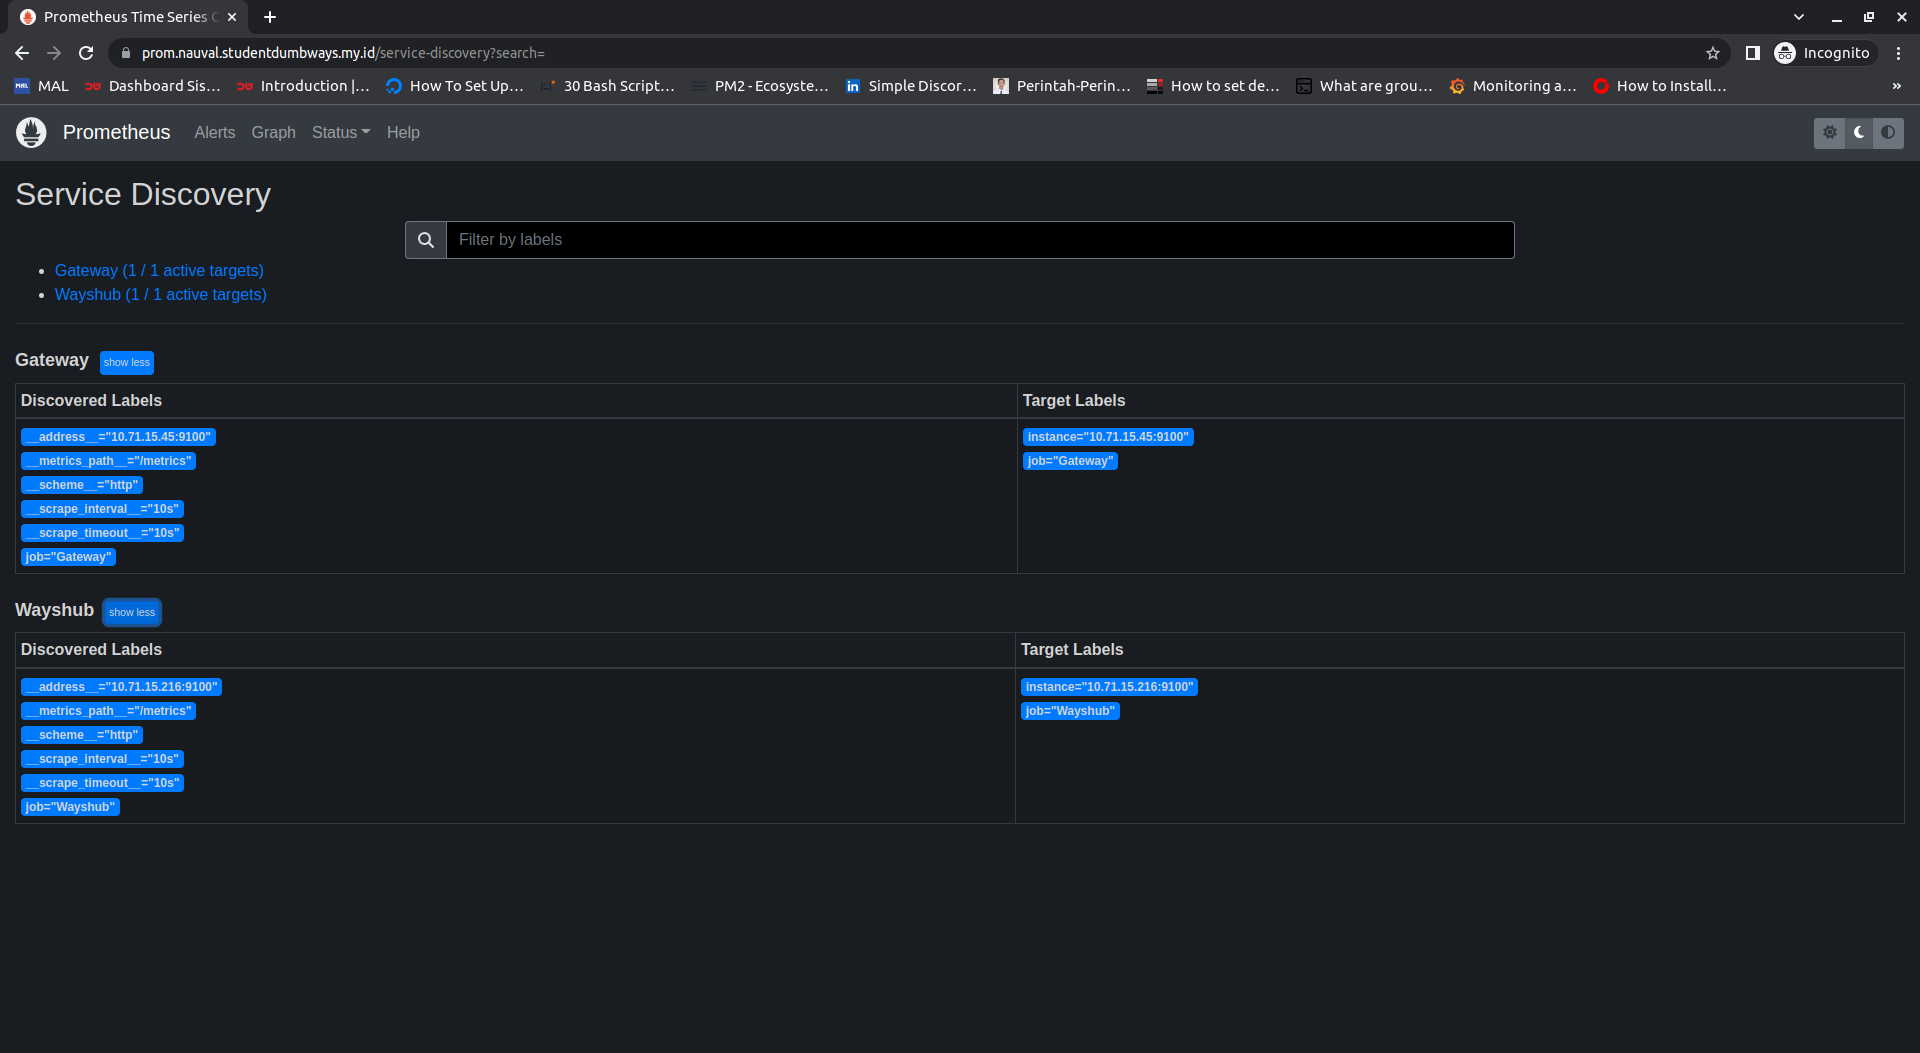 Prometheus Time Series C
prom.nauval.studentdumbways.my.id/service-discovery?search=
Incognito
MAL
Dashboard Sis...
Introduction |...
How To Set Up...
30 Bash Script...
PM2 - Ecosyste...
Simple Discor...
Perintah-Perin...
How to set de...
What are grou...
Monitoring a...
How to Install...
»
Prometheus
Alerts
Graph
Status
Help
Service Discovery
Filter by labels
Gateway (1 / 1 active targets)
Wayshub (1 / 1 active targets)
Gateway show less
Discovered Labels
Target Labels
__address__="10.71.15.45:9100"
__metrics_path__="/metrics"
__scheme__="http"
__scrape_interval__="10s"
__scrape_timeout__="10s"
job="Gateway"
instance="10.71.15.45:9100"
job="Gateway"
Wayshub show less
Discovered Labels
Target Labels
__address__="10.71.15.216:9100"
__metrics_path__="/metrics"
__scheme__="http"
__scrape_interval__="10s"
__scrape_timeout__="10s"
job="Wayshub"
instance="10.71.15.216:9100"
job="Wayshub"